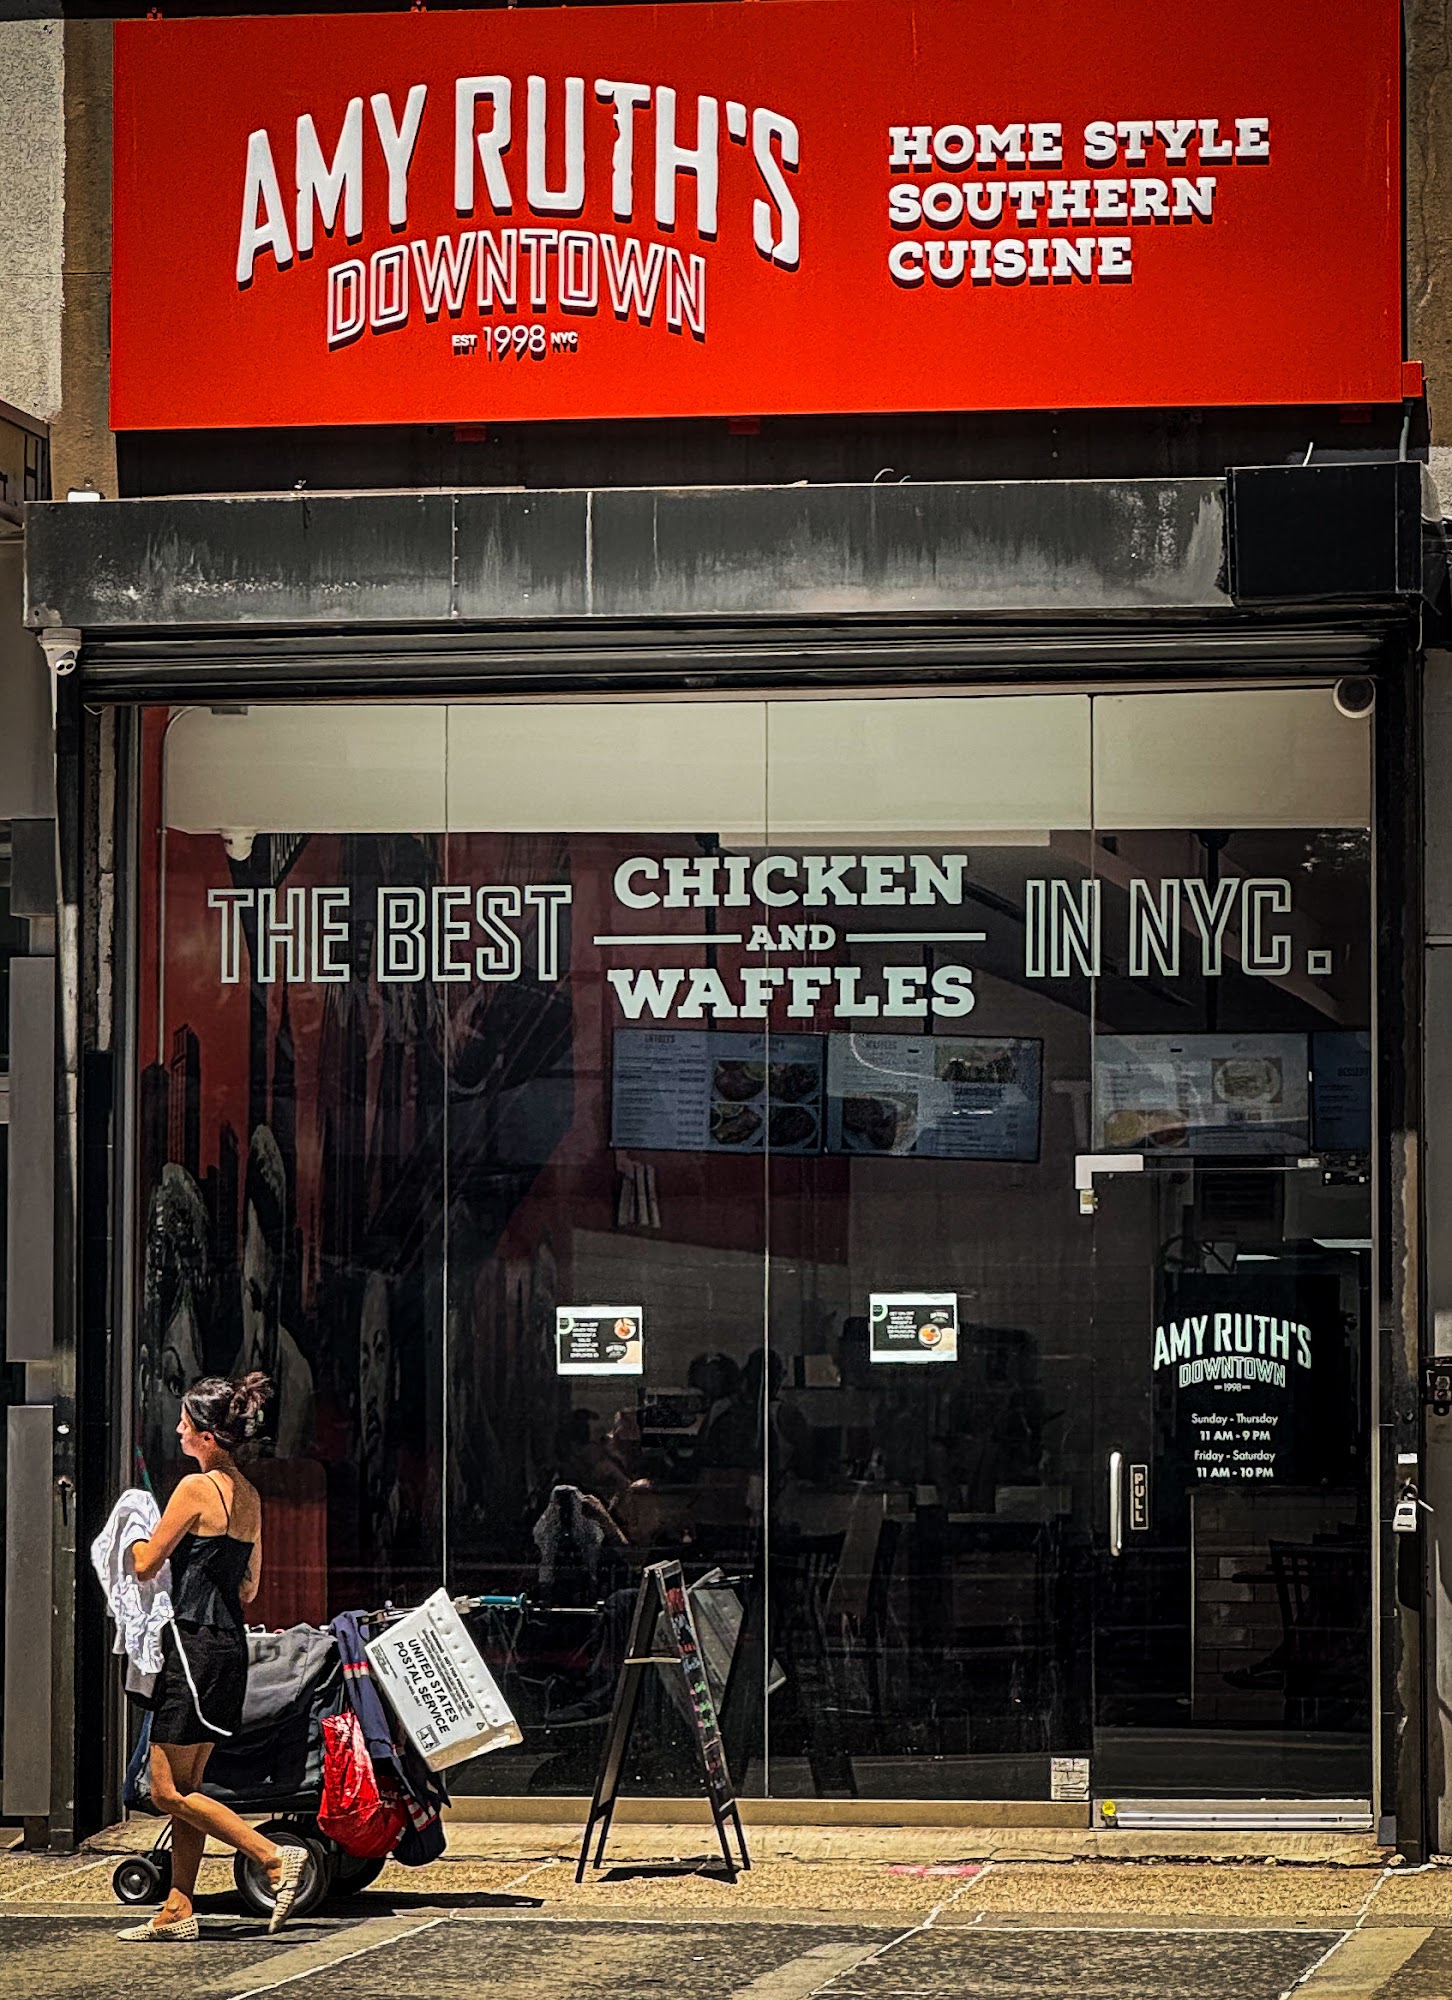 AMY RUTH'S
DOWNTOWN
EST 1998 NYC
HOME STYLE
SOUTHERN
CUISINE
THE BEST
CHICKEN
AND
WAFFLES
IN NYC.
AMY RUTH'S
DOWNTOWN
1998
Sunday - Thursday
11 AM - 9 PM
Friday - Saturday
11 AM - 10 PM
PULL
UNITED STATES
POSTAL SERVICE